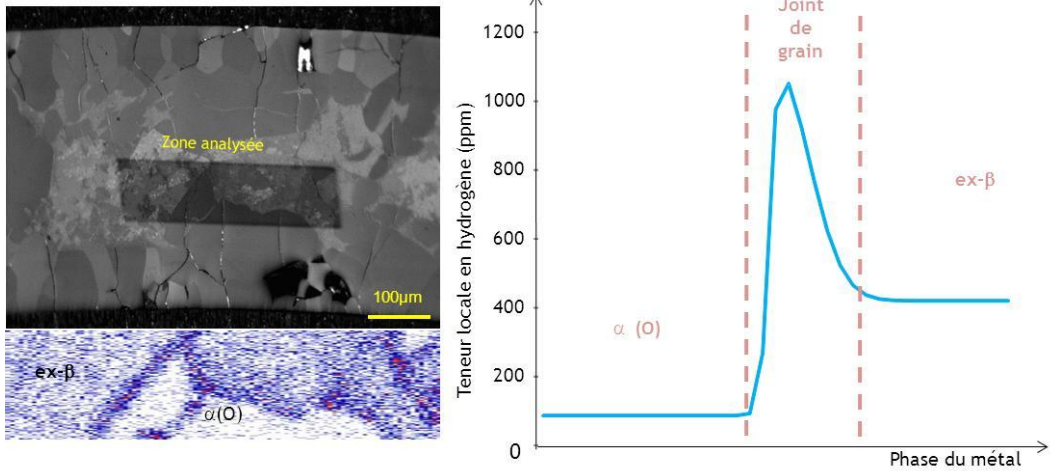 Zone analysée
100µm
ex-β
α(O)
Teneur locale en hydrogène (ppm)
1200
1000
800
600
400
200
0
Joint
de
grain
α (O)
ex-β
Phase du métal